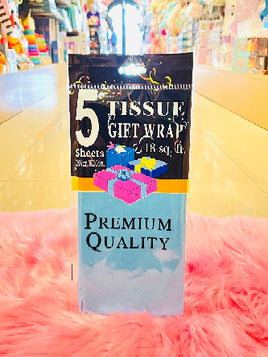 5 TISSUE
GIFT WRAP
Sheets
18 sq. ft.
PREMIUM
QUALITY